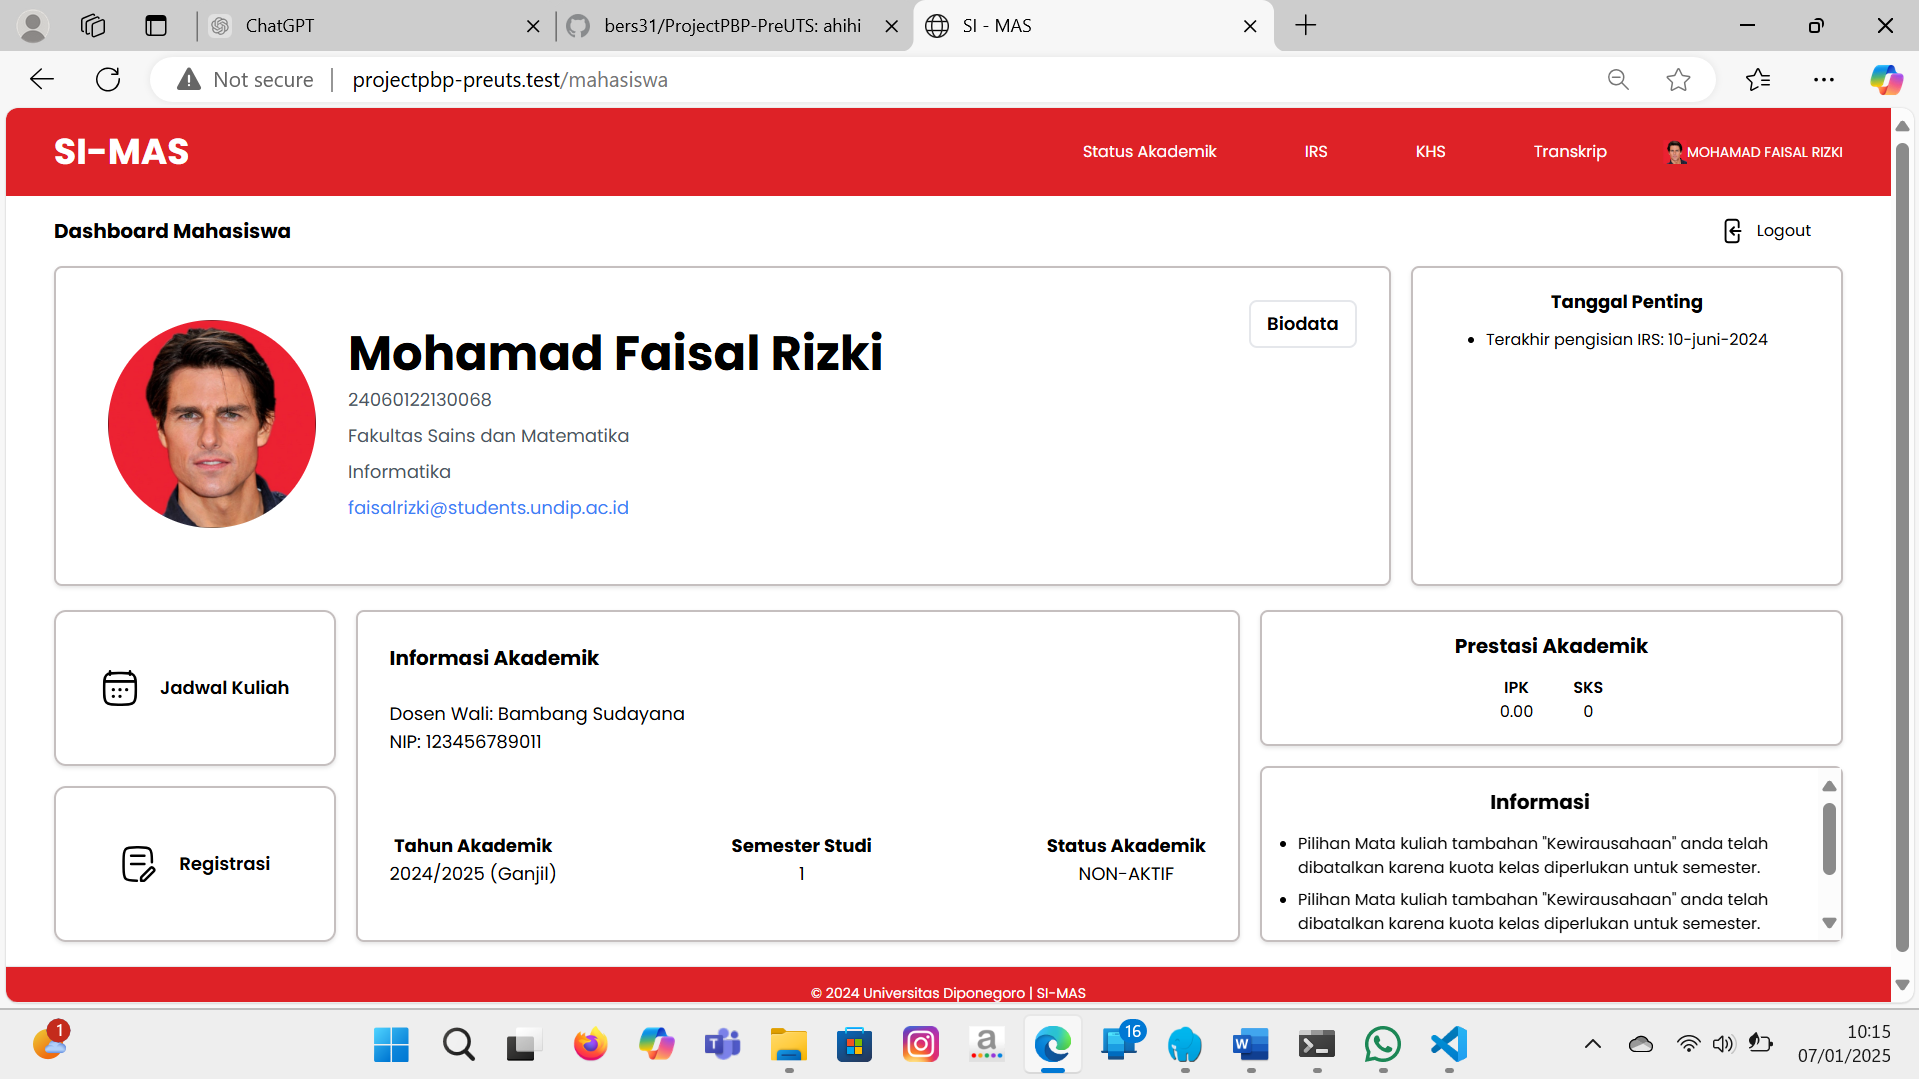 ChatGPT
bers31/ProjectPBP-PreUTS: ahihi
SI - MAS
Not secure
projectpbp-preuts.test/mahasiswa
SI-MAS
Status Akademik
IRS
KHS
Transkrip
MOHAMAD FAISAL RIZKI
Dashboard Mahasiswa
Logout
Mohamad Faisal Rizki
24060122130068
Fakultas Sains dan Matematika
Informatika
faisalrizki@students.undip.ac.id
Biodata
Tanggal Penting
Terakhir pengisian IRS: 10-juni-2024
Jadwal Kuliah
Registrasi
Informasi Akademik
Dosen Wali: Bambang Sudayana
NIP: 123456789011
Tahun Akademik
2024/2025 (Ganjil)
Semester Studi
1
Status Akademik
NON-AKTIF
Prestasi Akademik
IPK SKS
0.00 0
Informasi
Pilihan Mata kuliah tambahan "Kewirausahaan" anda telah
dibatalkan karena kuota kelas diperlukan untuk semester.
Pilihan Mata kuliah tambahan "Kewirausahaan" anda telah
dibatalkan karena kuota kelas diperlukan untuk semester.
© 2024 Universitas Diponegoro | SI-MAS
1
16
10:15
07/01/2025